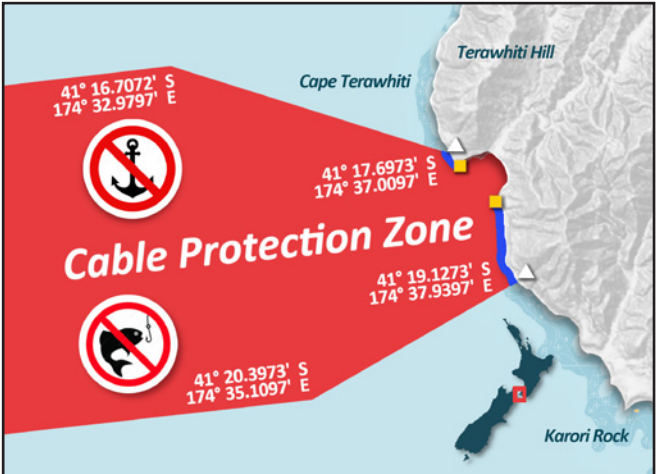 Terawhiti Hill
Cape Terawhiti
41° 16.7072' S
174° 32.9797' E
41° 17.6973' S
174° 37.0097' E
Cable Protection Zone
41° 19.1273' S
174° 37.9397' E
41° 20.3973' S
174° 35.1097' E
Karori Rock